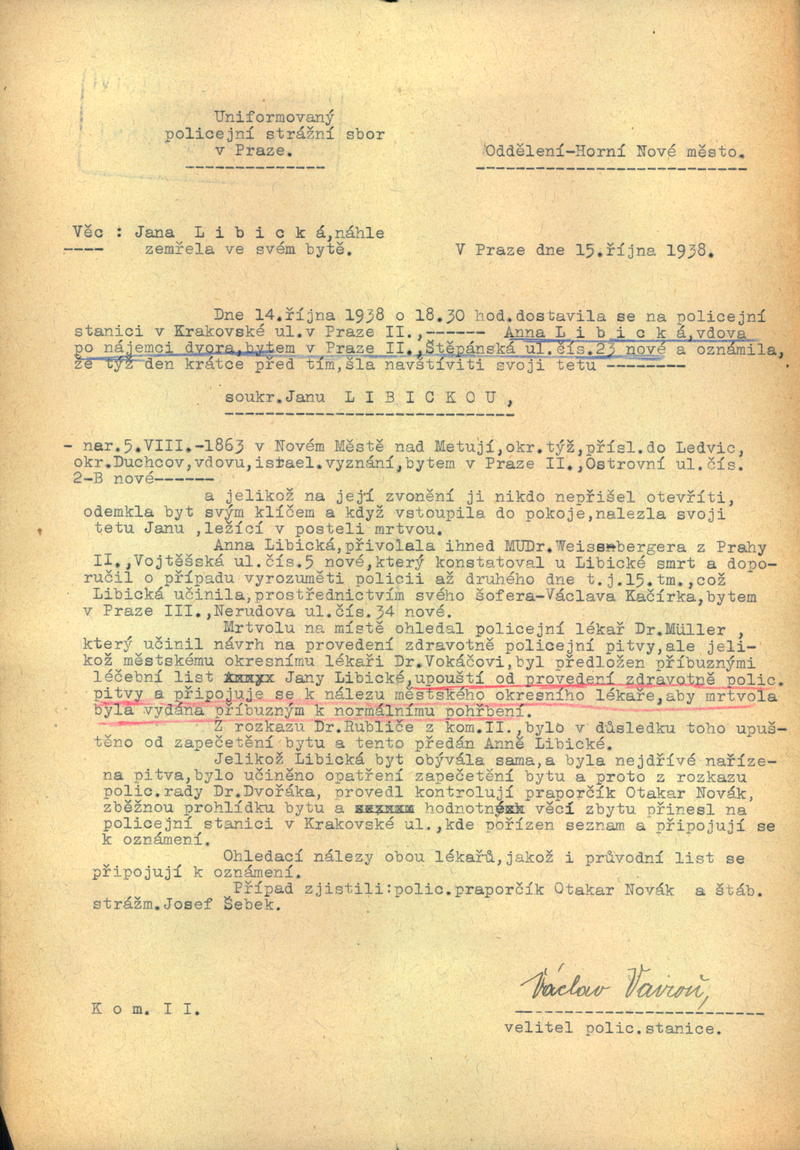 Uniformovaný
policejní strážní sbor
v Praze.
Oddělení-Horní Nové město.
Věc : Jana L i b i c k á,náhle
zemřela ve svém bytě.
V Praze dne 15.října 1938.
Dne 14.října 1938 o 18.30 hod.dostavila se na policejní
stanici v Krakovské ul.v Praze II.,------ Anna L i b i c k á,vdova
po nájemci dvora,bytem v Praze II.,Štěpánská ul.čís.23 nové a oznámila,
že týž den krátce před tím,šla navštíviti svoji tetu --------
soukr.Janu L I B I C K O U ,
- nar.5.VIII.-1863 v Novém Městě nad Metují,okr.týž,přísl.do Ledvic,
okr.Duchcov,vdovu,israel.vyznání,bytem v Praze II.,Ostrovní ul.čís.
2-B nové------
a jelikož na její zvonění ji nikdo nepřišel otevříti,
odemkla byt svým klíčem a když vstoupila do pokoje,nalezla svoji
tetu Janu ,ležící v posteli mrtvou.
Anna Libická,přivolala ihned MUDr.Weissnbergera z Prahy
II.,Vojtěšská ul.čís.5 nové,který konstatoval u Libické smrt a dopo-
ručil o případu vyrozuměti policii až druhého dne t.j.15.tm.,což
Libická učinila,prostřednictvím svého šofera-Václava Kačírka,bytem
v Praze III.,Nerudova ul.čís.34 nové.
Mrtvolu na místě ohledal policejní lékař Dr.Müller ,
který učinil návrh na provedení zdravotně policejní pitvy,ale jeli-
kož městskému okresnímu lékaři Dr.Vokáčovi,byl předložen příbuznými
léčební list xxxxx Jany Libické,upouští od provedení zdravotně polic.
pitvy a připojuje se k nálezu městského okresního lékaře,aby mrtvola
byla vydána příbuzným k normálnímu pohřbení.
Z rozkazu Dr.Rubliče z kom.II.,bylo v důsledku toho upuš-
těno od zapečetění bytu a tento předán Anně Libické.
Jelikož Libická byt obývála sama,a byla nejdříve naříze-
na pitva,bylo učiněno opatření zapečetění bytu a proto z rozkazu
polic.rady Dr.Dvořáka, provedl kontrolují praporčík Otakar Novák,
zběžnou prohlídku bytu a xxxxxx hodnotnéxx věcí zbytu přinesl na
policejní stanici v Krakovské ul.,kde pořízen seznam a připojují se
k oznámení.
Ohledací nálezy obou lékařů,jakož i průvodní list se
připojují k oznámení.
Případ zjistili:polic.praporčík Otakar Novák a štáb.
strážm.Josef Šebek.
Václav
K o m. I I.
velitel polic.stanice.